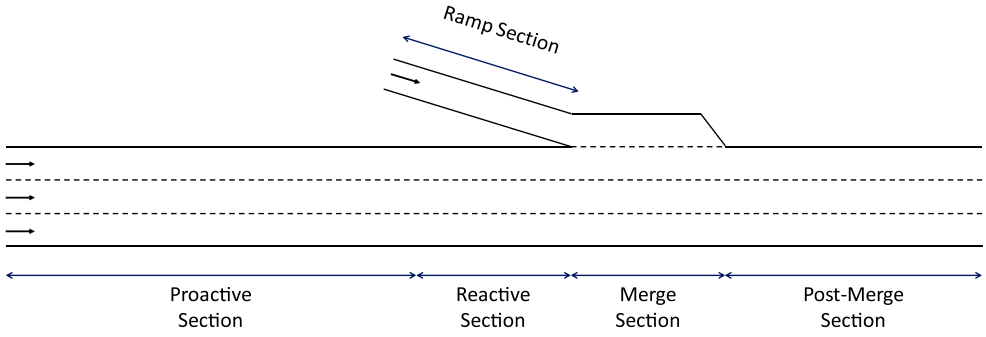 Ramp Section
Proactive
Section
Reactive
Section
Merge
Section
Post-Merge
Section